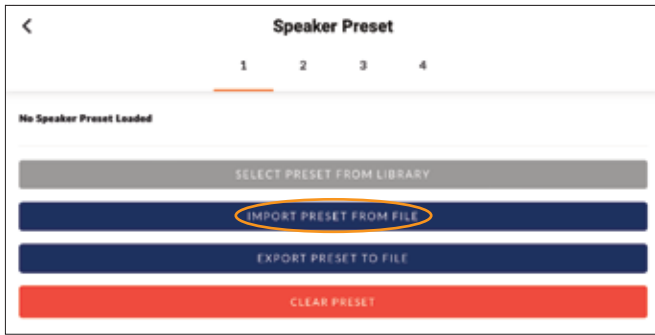 Speaker Preset
1 2 3 4
No Speaker Preset Loaded
SELECT PRESET FROM LIBRARY
IMPORT PRESET FROM FILE
EXPORT PRESET TO FILE
CLEAR PRESET